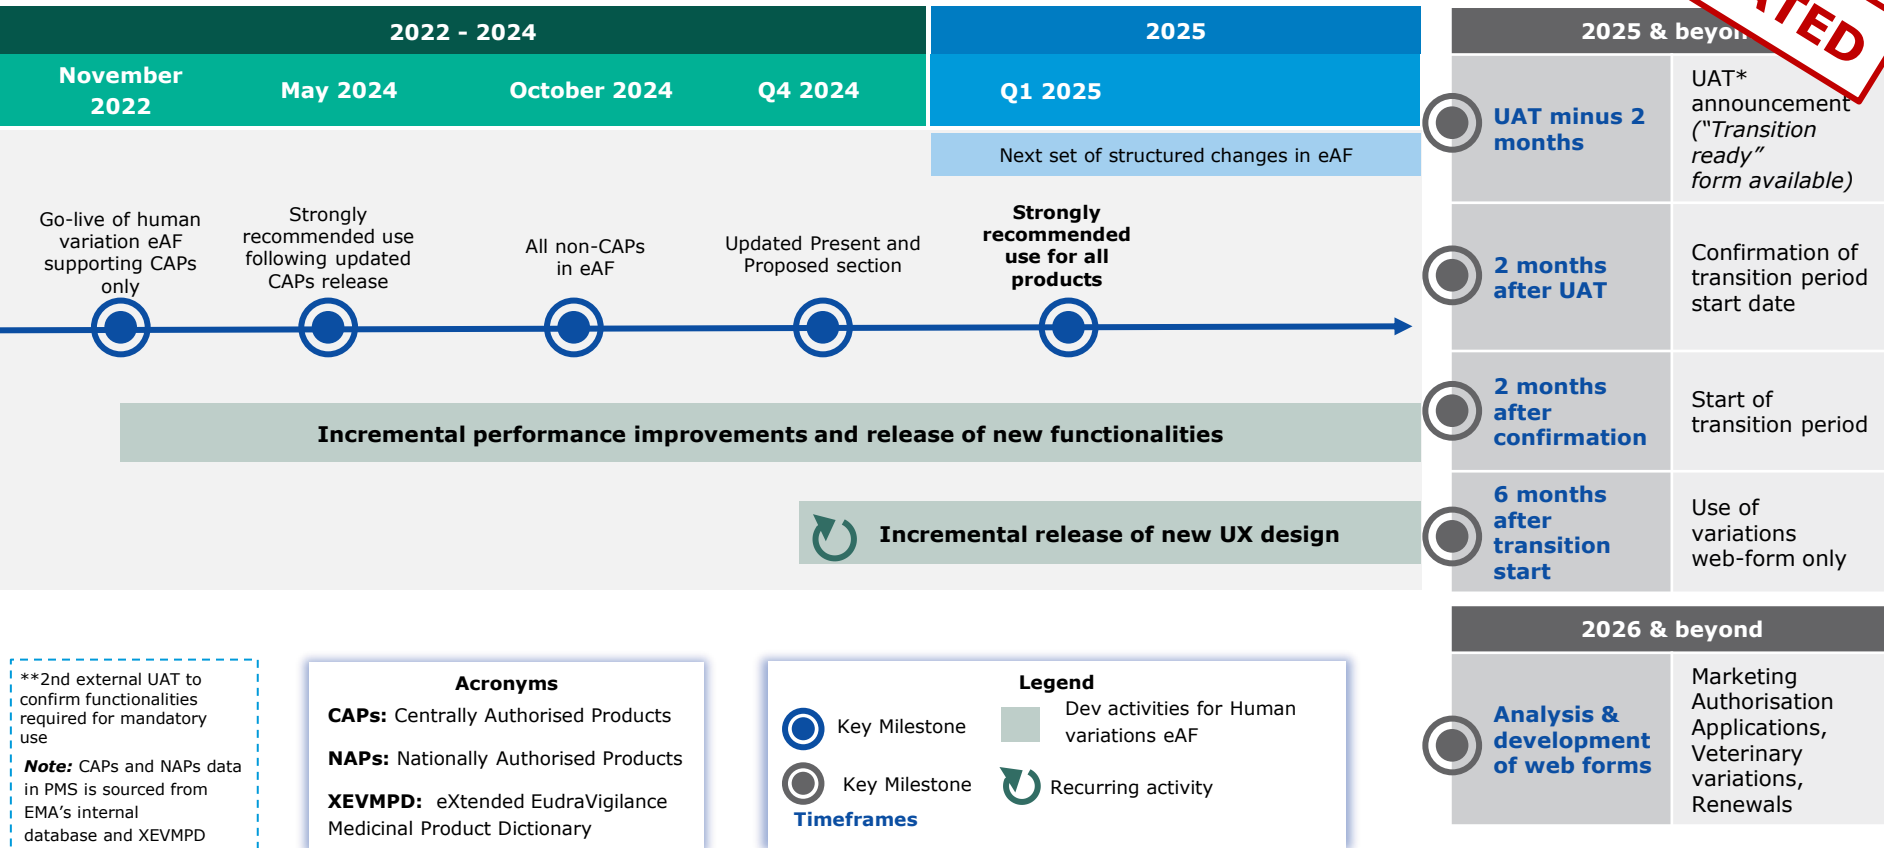 2022 - 2024
2025
November
2022
May 2024
October 2024
Q4 2024
Q1 2025
Next set of structured changes in eAF
Go-live of human
variation eAF
supporting CAPs
only
Strongly
recommended use
following updated
CAPs release
All non-CAPs
in eAF
Updated Present and
Proposed section
Strongly
recommended
use for all
products
Incremental performance improvements and release of new functionalities
Incremental release of new UX design
2025 & beyon
UAT minus 2
months
UAT*
announcement
("Transition
ready"
form available)
2 months
after UAT
Confirmation of
transition period
start date
2 months
after
confirmation
Start of
transition period
6 months
after
transition
start
Use of
variations
web-form only
2026 & beyond
Analysis &
development
of web forms
Marketing
Authorisation
Applications,
Veterinary
variations,
Renewals
**2nd external UAT to
confirm functionalities
required for mandatory
use
Note: CAPs and NAPs data
in PMS is sourced from
EMA's internal
database and XEVMPD
Acronyms
CAPs: Centrally Authorised Products
NAPs: Nationally Authorised Products
XEVMPD: eXtended EudraVigilance
Medicinal Product Dictionary
Legend
Key Milestone
Dev activities for Human
variations eAF
Key Milestone
Recurring activity
Timeframes